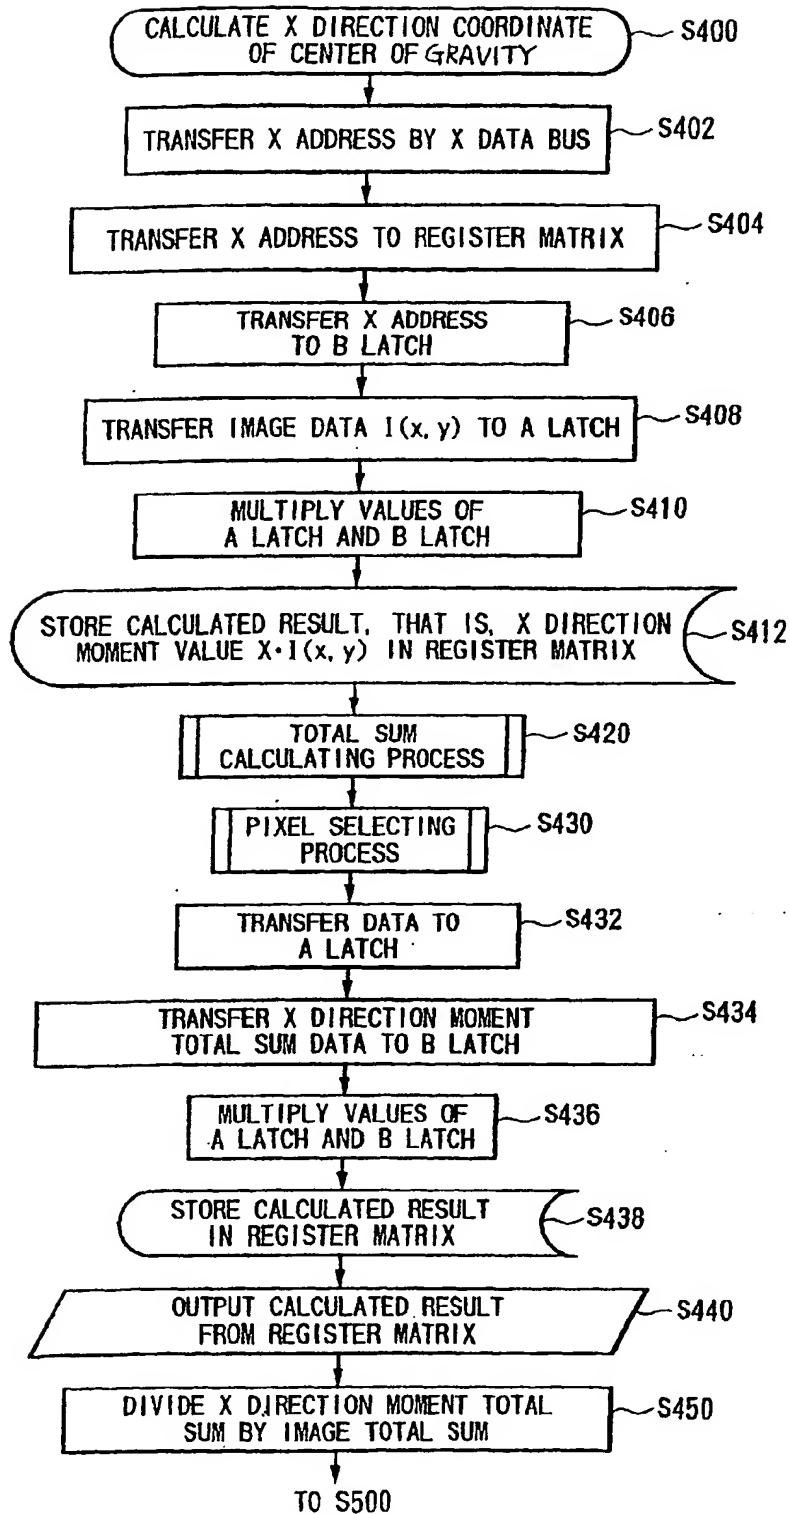 CALCULATE X DIRECTION COORDINATE
OF CENTER OF GRAVITY
S400
TRANSFER X ADDRESS BY X DATA BUS
S402
TRANSFER X ADDRESS TO REGISTER MATRIX
S404
TRANSFER X ADDRESS
TO B LATCH
S406
TRANSFER IMAGE DATA I(x, y) TO A LATCH
S408
MULTIPLY VALUES OF
A LATCH AND B LATCH
S410
STORE CALCULATED RESULT, THAT IS, X DIRECTION
MOMENT VALUE X·I(x, y) IN REGISTER MATRIX
S412
TOTAL SUM
CALCULATING PROCESS
S420
PIXEL SELECTING
PROCESS
S430
TRANSFER DATA TO
A LATCH
S432
TRANSFER X DIRECTION MOMENT
TOTAL SUM DATA TO B LATCH
S434
MULTIPLY VALUES OF
A LATCH AND B LATCH
S436
STORE CALCULATED RESULT
IN REGISTER MATRIX
S438
OUTPUT CALCULATED RESULT
FROM REGISTER MATRIX
S440
DIVIDE X DIRECTION MOMENT TOTAL
SUM BY IMAGE TOTAL SUM
S450
TO S500